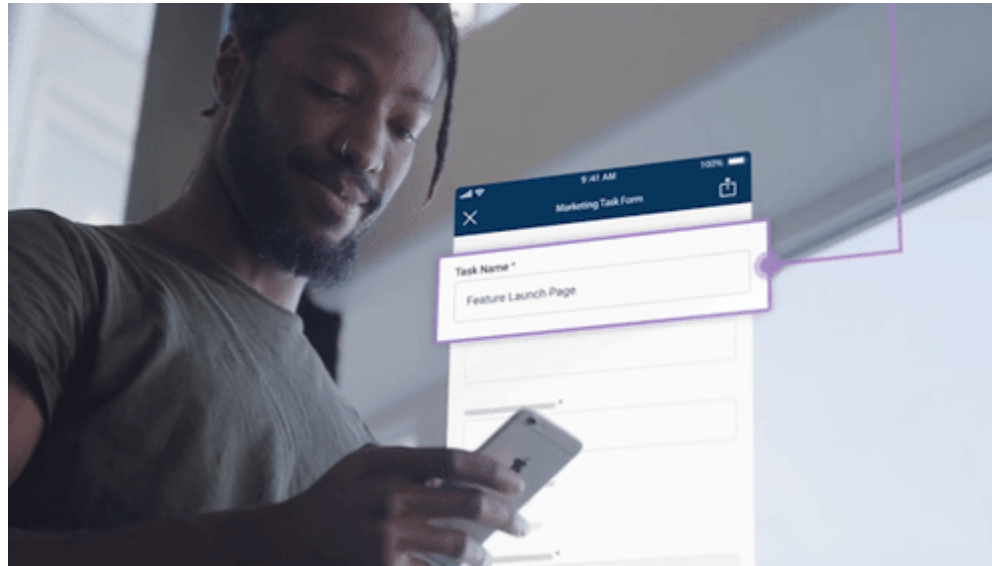 100%
9:41 AM
Marketing Task Form
Task Name *
Feature Launch Page
*
*